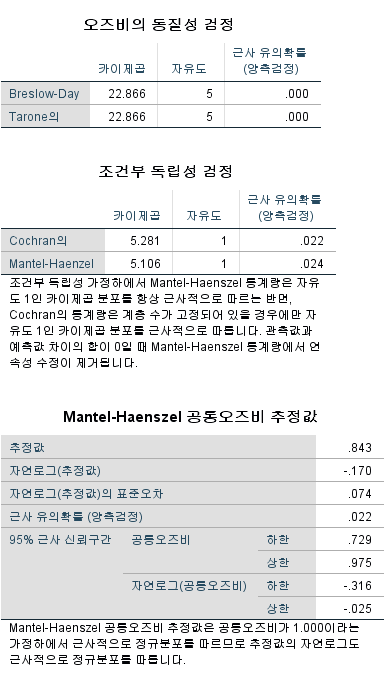 오즈비의 동질성 검정
카이제곱 자유도 근사 유의확률 (양측검정)
Breslow-Day 22.866 5 .000
Tarone의 22.866 5 .000
조건부 독립성 검정
카이제곱 자유도 근사 유의확률 (양측검정)
Cochran의 5.281 1 .022
Mantel-Haenzel 5.106 1 .024
조건부 독립성 가정하에서 Mantel-Haenszel 통계량은 자유
도 1인 카이제곱 분포를 항상 근사적으로 따르는 반면,
Cochran의 통계량은 계층 수가 고정되어 있을 경우에만 자
유도 1인 카이제곱 분포를 근사적으로 따릅니다. 관측값과
예측값 차이의 합이 0일 때 Mantel-Haenszel 통계량에서 연
속성 수정이 제거됩니다.
Mantel-Haenszel 공통오즈비 추정값
추정값 .843
자연로그(추정값) -.170
자연로그(추정값)의 표준오차 .074
근사 유의확률 (양측검정) .022
95% 근사 신뢰구간 공통오즈비 하한 .729
상한 .975
자연로그(공통오즈비) 하한 -.316
상한 -.025
Mantel-Haenszel 공통오즈비 추정값은 공통오즈비가 1.000이라는
가정하에서 근사적으로 정규분포를 따르므로 추정값의 자연로그도
근사적으로 정규분포를 따릅니다.